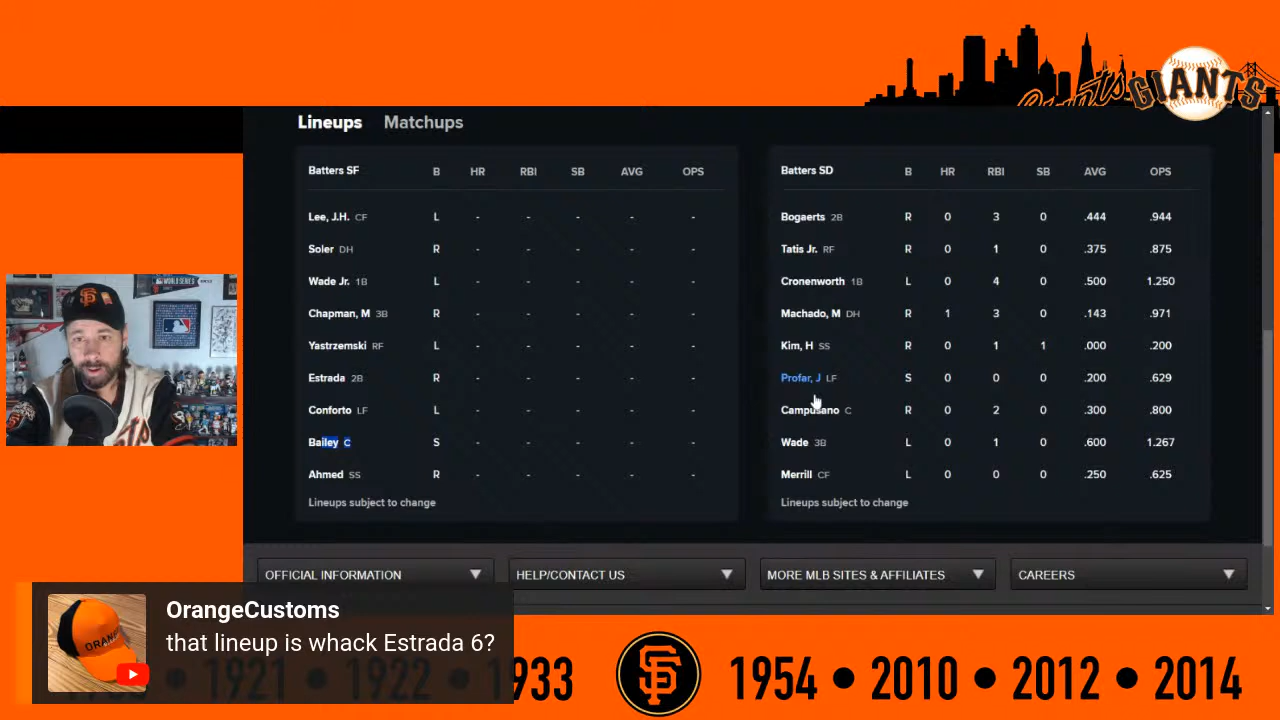 GIANTS
Lineups Matchups
Batters SF B HR RBI SB AVG OPS
Lee, J.H. CF L - - - - -
Soler DH R - - - - -
Wade Jr. 1B L - - - - -
Chapman, M 3B R - - - - -
Yastrzemski RF L - - - - -
Estrada 2B R - - - - -
Conforto LF L - - - - -
Bailey C S - - - - -
Ahmed SS R - - - - -
Lineups subject to change
Batters SD B HR RBI SB AVG OPS
Bogaerts 2B R 0 3 0 .444 .944
Tatis Jr. RF R 0 1 0 .375 .875
Cronenworth 1B L 0 4 0 .500 1.250
Machado, M DH R 1 3 0 .143 .971
Kim, H SS R 0 1 1 .000 .200
Profar, J LF S 0 0 0 .200 .629
Campusano C R 0 2 0 .300 .800
Wade 3B L 0 1 0 .600 1.267
Merrill CF L 0 0 0 .250 .625
Lineups subject to change
OFFICIAL INFORMATION HELP/CONTACT US MORE MLB SITES & AFFILIATES CAREERS
OrangeCustoms
that lineup is whack Estrada 6?
1921 • 1922 • 1933 SF 1954 • 2010 • 2012 • 2014